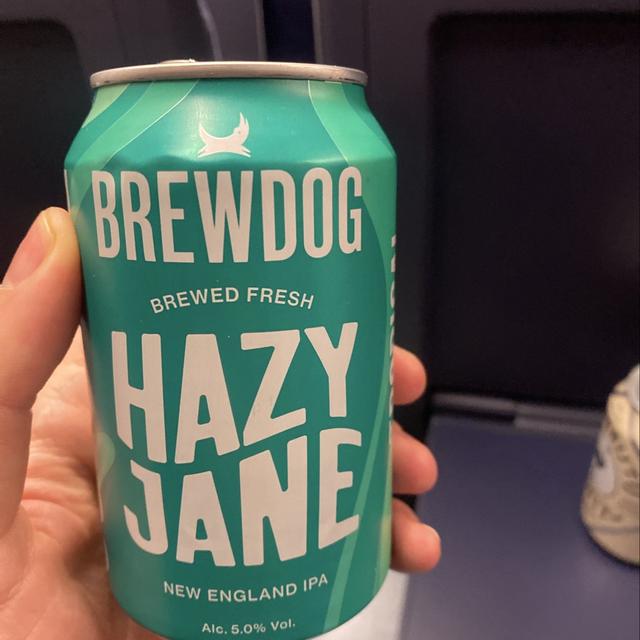 BREWDOG
BREWED FRESH
HAZY
JANE
NEW ENGLAND IPA
Alc. 5.0% Vol.